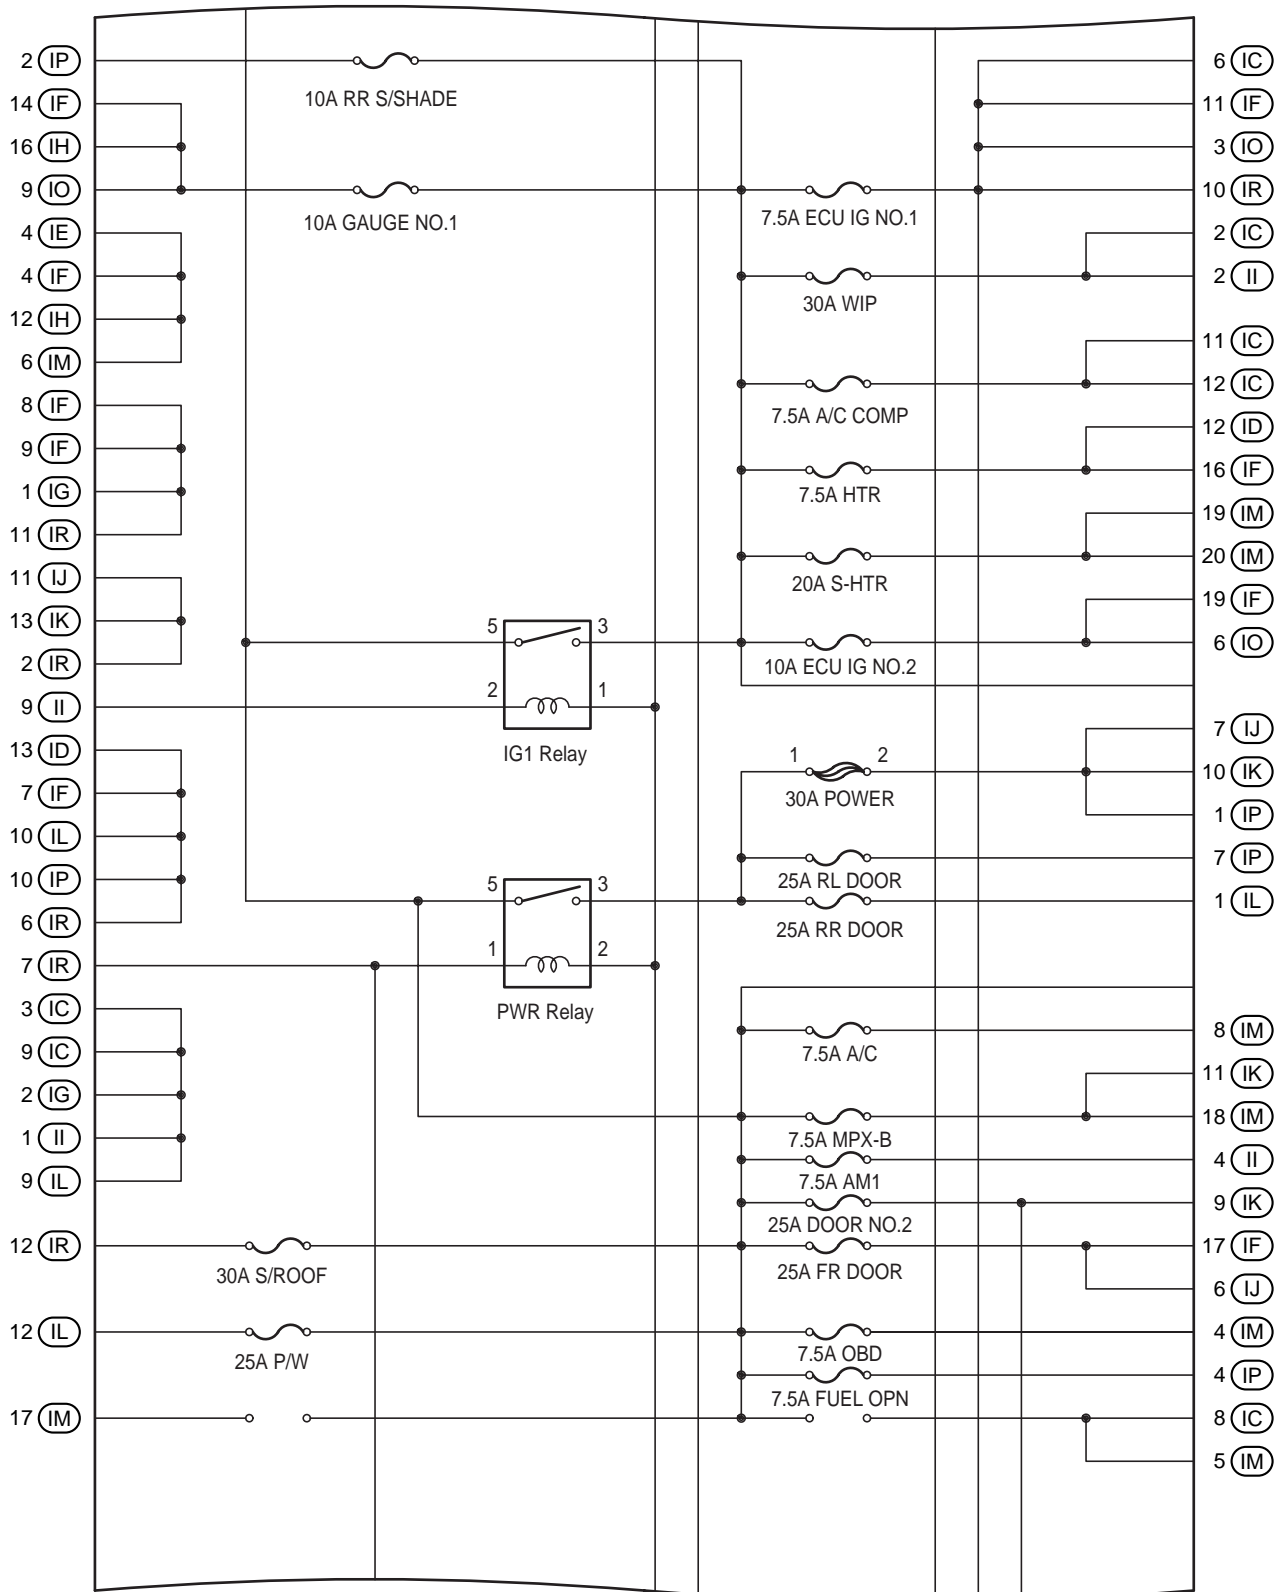 2 IP
10A RR S/SHADE
6 IC
14 IF
11 IF
16 IH
3 IO
9 IO
10A GAUGE NO.1
7.5A ECU IG NO.1
10 IR
4 IE
2 IC
4 IF
30A WIP
2 II
12 IH
11 IC
6 IM
7.5A A/C COMP
12 IC
8 IF
12 ID
9 IF
7.5A HTR
16 IF
1 IG
19 IM
11 IR
20A S-HTR
20 IM
11 IJ
19 IF
13 IK
5 3
10A ECU IG NO.2
6 IO
2 IR
9 II
2 1
IG1 Relay
7 IJ
13 ID
1 2
30A POWER
10 IK
7 IF
1 IP
10 IL
25A RL DOOR
7 IP
10 IP
5 3
25A RR DOOR
1 IL
6 IR
7 IR
1 2
PWR Relay
3 IC
7.5A A/C
8 IM
9 IC
11 IK
2 IG
7.5A MPX-B
18 IM
1 II
7.5A AM1
4 II
9 IL
25A DOOR NO.2
9 IK
12 IR
30A S/ROOF
25A FR DOOR
17 IF
6 IJ
12 IL
25A P/W
7.5A OBD
4 IM
7.5A FUEL OPN
4 IP
17 IM
8 IC
5 IM